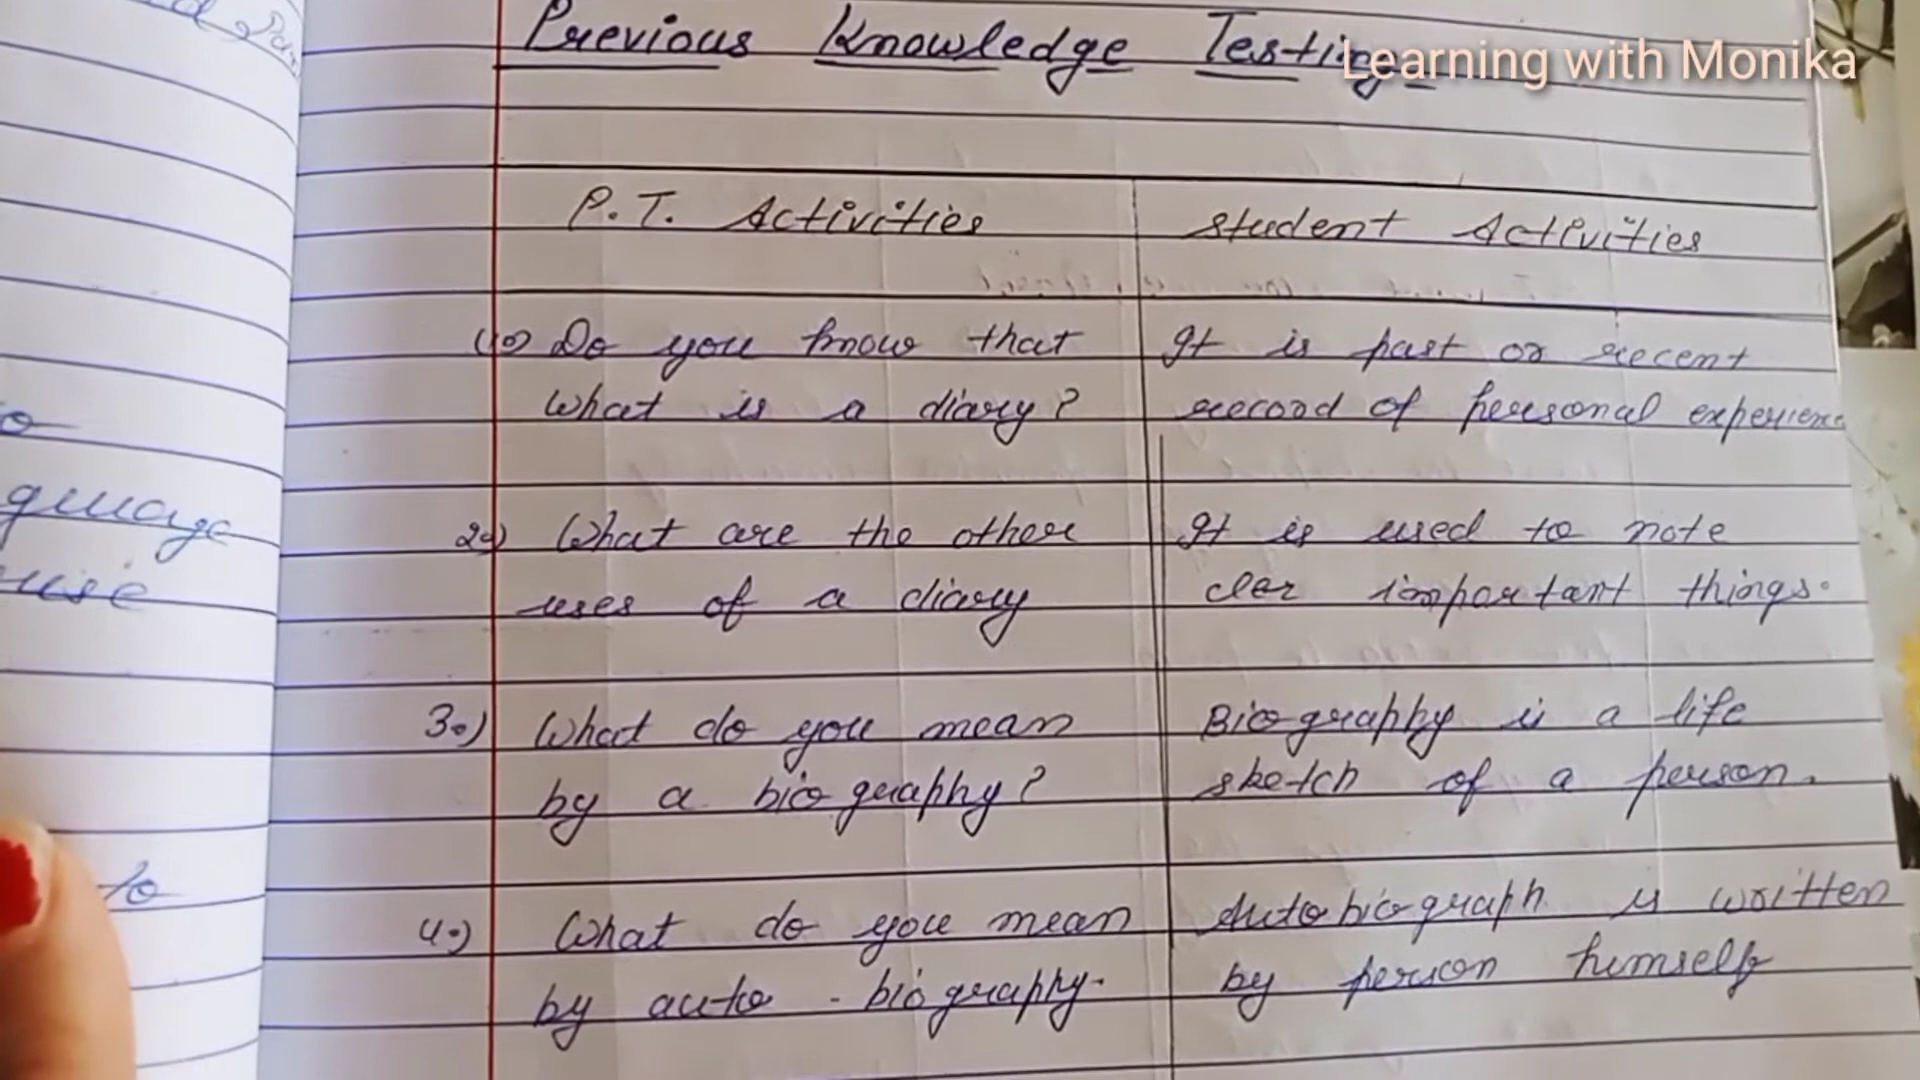 Previous Knowledge Testing
Learning with Monika
P.T. Activities
Student Activities
1.) Do you know that
what is a diary?
It is past or recent
record of personal experience
2.) What are the other
uses of a diary
It is used to note
important things.
3.) What do you mean
by a biography?
Biography is a life
sketch of a person.
4.) What do you mean
by auto - biography.
Autobiograph is written
by person himself
to